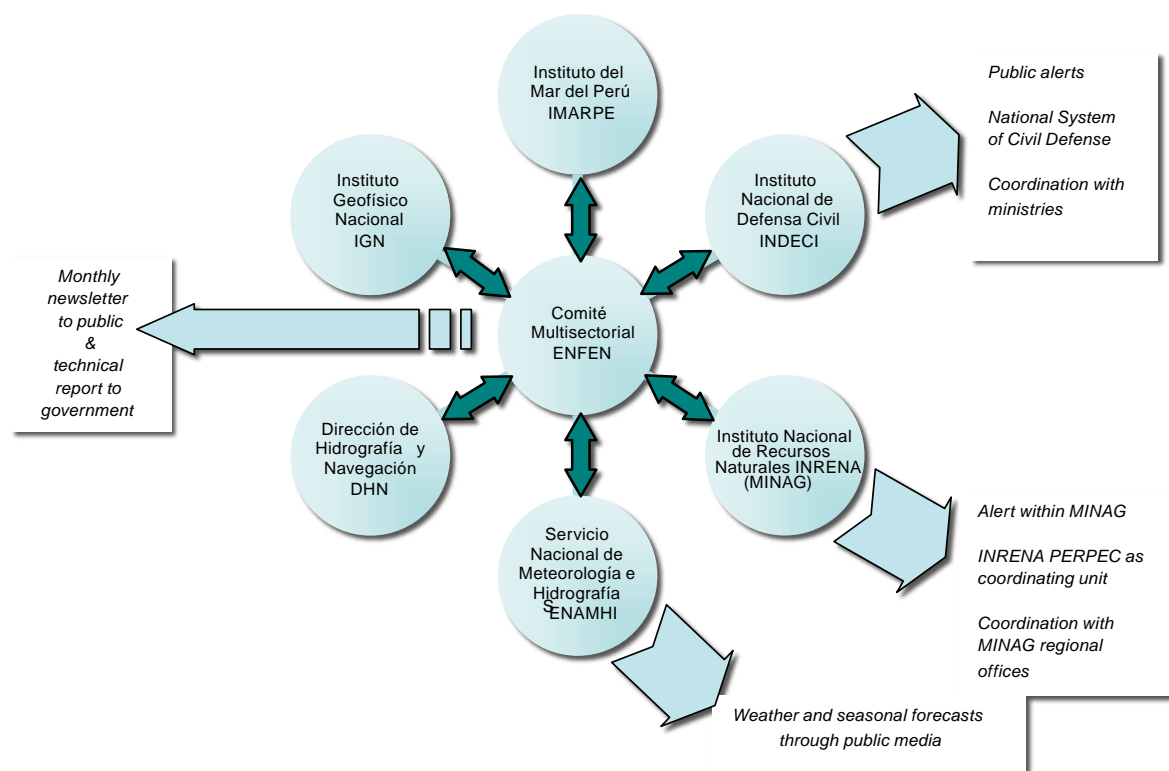 Instituto del
Mar del Perú
IMARPE
Public alerts
National System
of Civil Defense
Coordination with
ministries
Instituto
Geofísico
Nacional
IGN
Instituto
Nacional de
Defensa Civil
INDECI
Monthly
newsletter
to public
&
technical
report to
government
Comité
Multisectorial
ENFEN
Dirección de
Hidrografía y
Navegación
DHN
Instituto Nacional
de Recursos
Naturales INRENA
(MINAG)
Servicio
Nacional de
Meteorología e
Hidrografía
SENAMHI
Alert within MINAG
INRENA PERPEC as
coordinating unit
Coordination with
MINAG regional
offices
Weather and seasonal forecasts
through public media